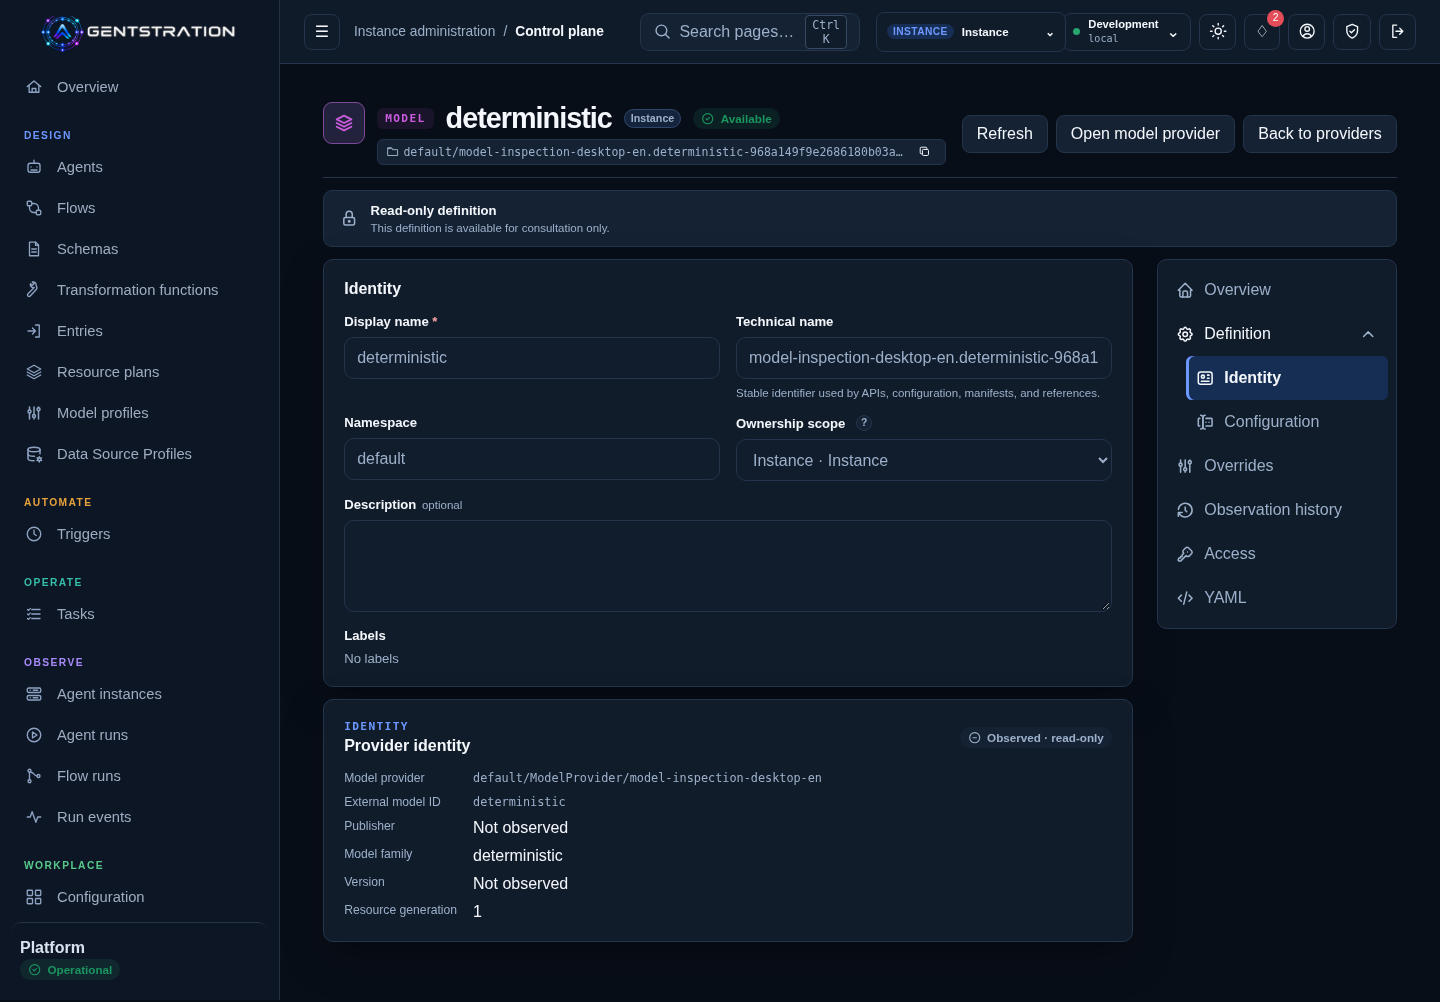 GENTSTRATION
Overview
DESIGN
Agents
Flows
Schemas
Transformation functions
Entries
Resource plans
Model profiles
Data Source Profiles
AUTOMATE
Triggers
OPERATE
Tasks
OBSERVE
Agent instances
Agent runs
Flow runs
Run events
WORKPLACE
Configuration
Platform
Operational
Instance administration / Control plane
Search pages…
Ctrl K
INSTANCE Instance
Development
local
2
MODEL deterministic Instance Available
default/model-inspection-desktop-en.deterministic-968a149f9e2686180b03a…
Refresh
Open model provider
Back to providers
Read-only definition
This definition is available for consultation only.
Identity
Display name *
deterministic
Technical name
model-inspection-desktop-en.deterministic-968a1
Stable identifier used by APIs, configuration, manifests, and references.
Namespace
default
Ownership scope ?
Instance · Instance
Description optional
Labels
No labels
IDENTITY
Provider identity
Observed · read-only
Model provider default/ModelProvider/model-inspection-desktop-en
External model ID deterministic
Publisher Not observed
Model family deterministic
Version Not observed
Resource generation 1
Overview
Definition
Identity
Configuration
Overrides
Observation history
Access
YAML